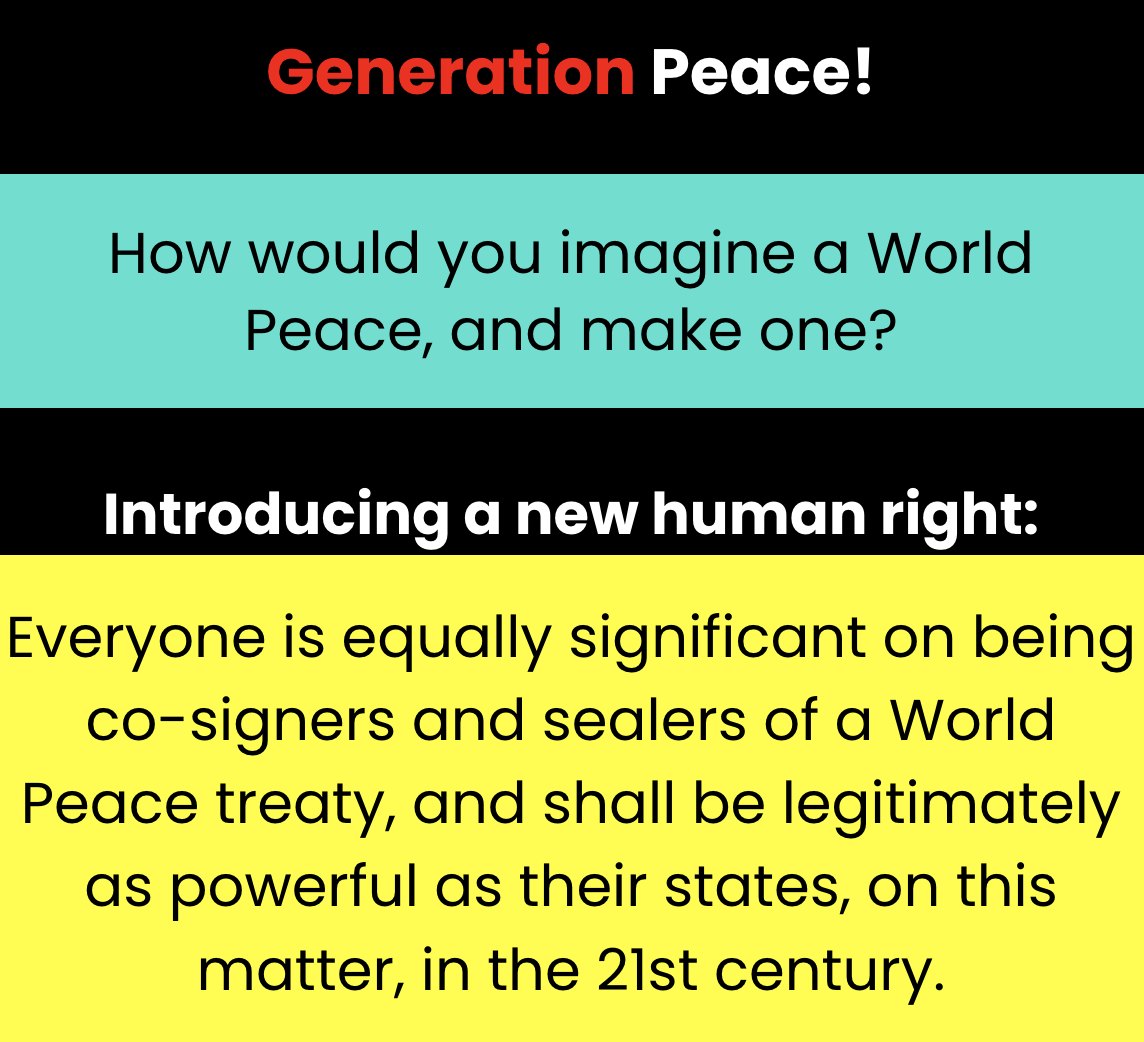 Generation Peace!
How would you imagine a World
Peace, and make one?
Introducing a new human right:
Everyone is equally significant on being
co-signers and sealers of a World
Peace treaty, and shall be legitimately
as powerful as their states, on this
matter, in the 21st century.